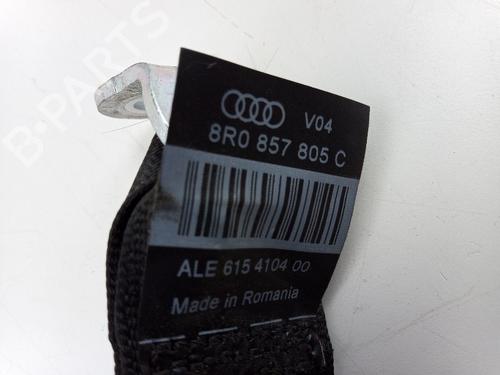 B-PARTS
V04
8R0 857 805 C
ALE 615 4104 00
Made in Romania